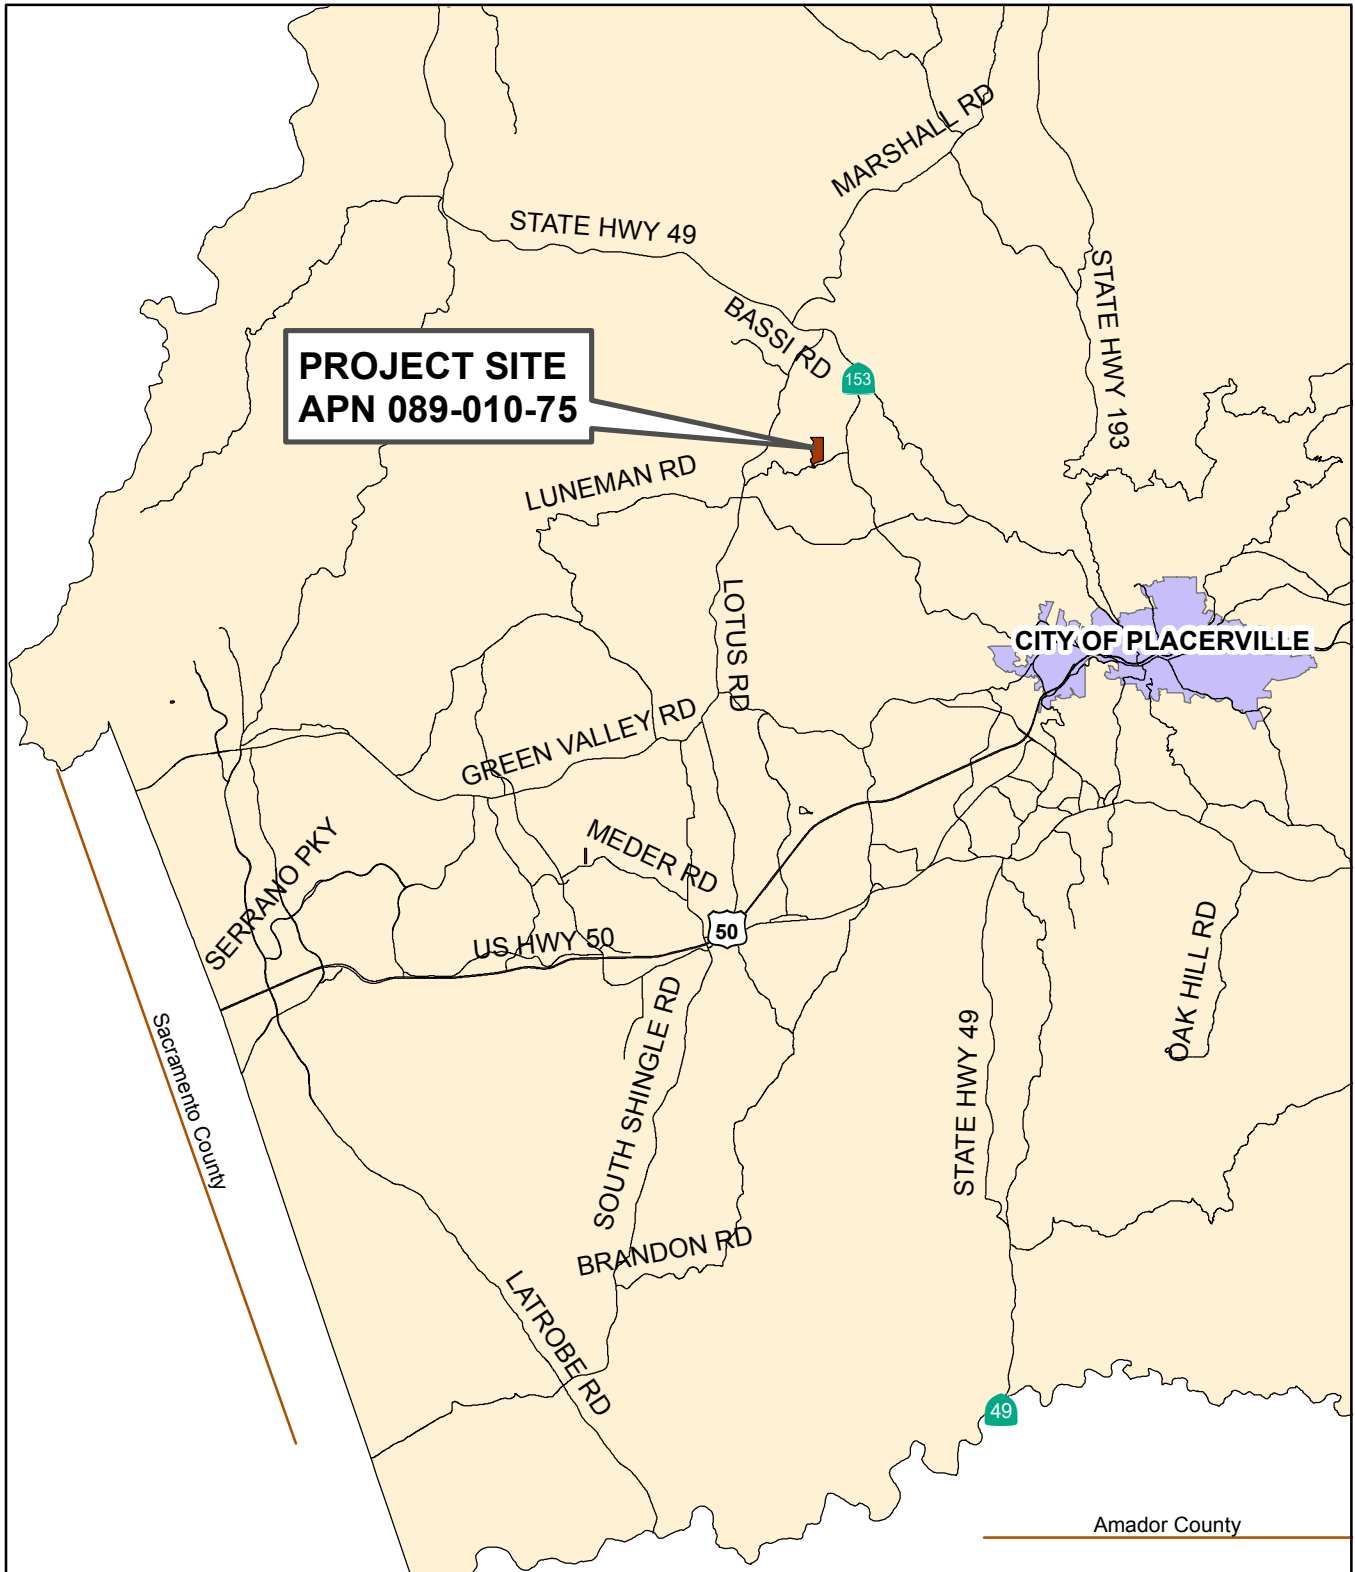 MARSHALL RD
STATE HWY 49
STATE HWY 193
BASSI RD
PROJECT SITE
APN 089-010-75
153
LUNEMAN RD
LOTUS RD
CITY OF PLACERVILLE
GREEN VALLEY RD
MEDER RD
SERRANO PKY
US HWY 50
50
OAK HILL RD
SOUTH SHINGLE RD
STATE HWY 49
Sacramento County
BRANDON RD
LATROBE RD
49
Amador County